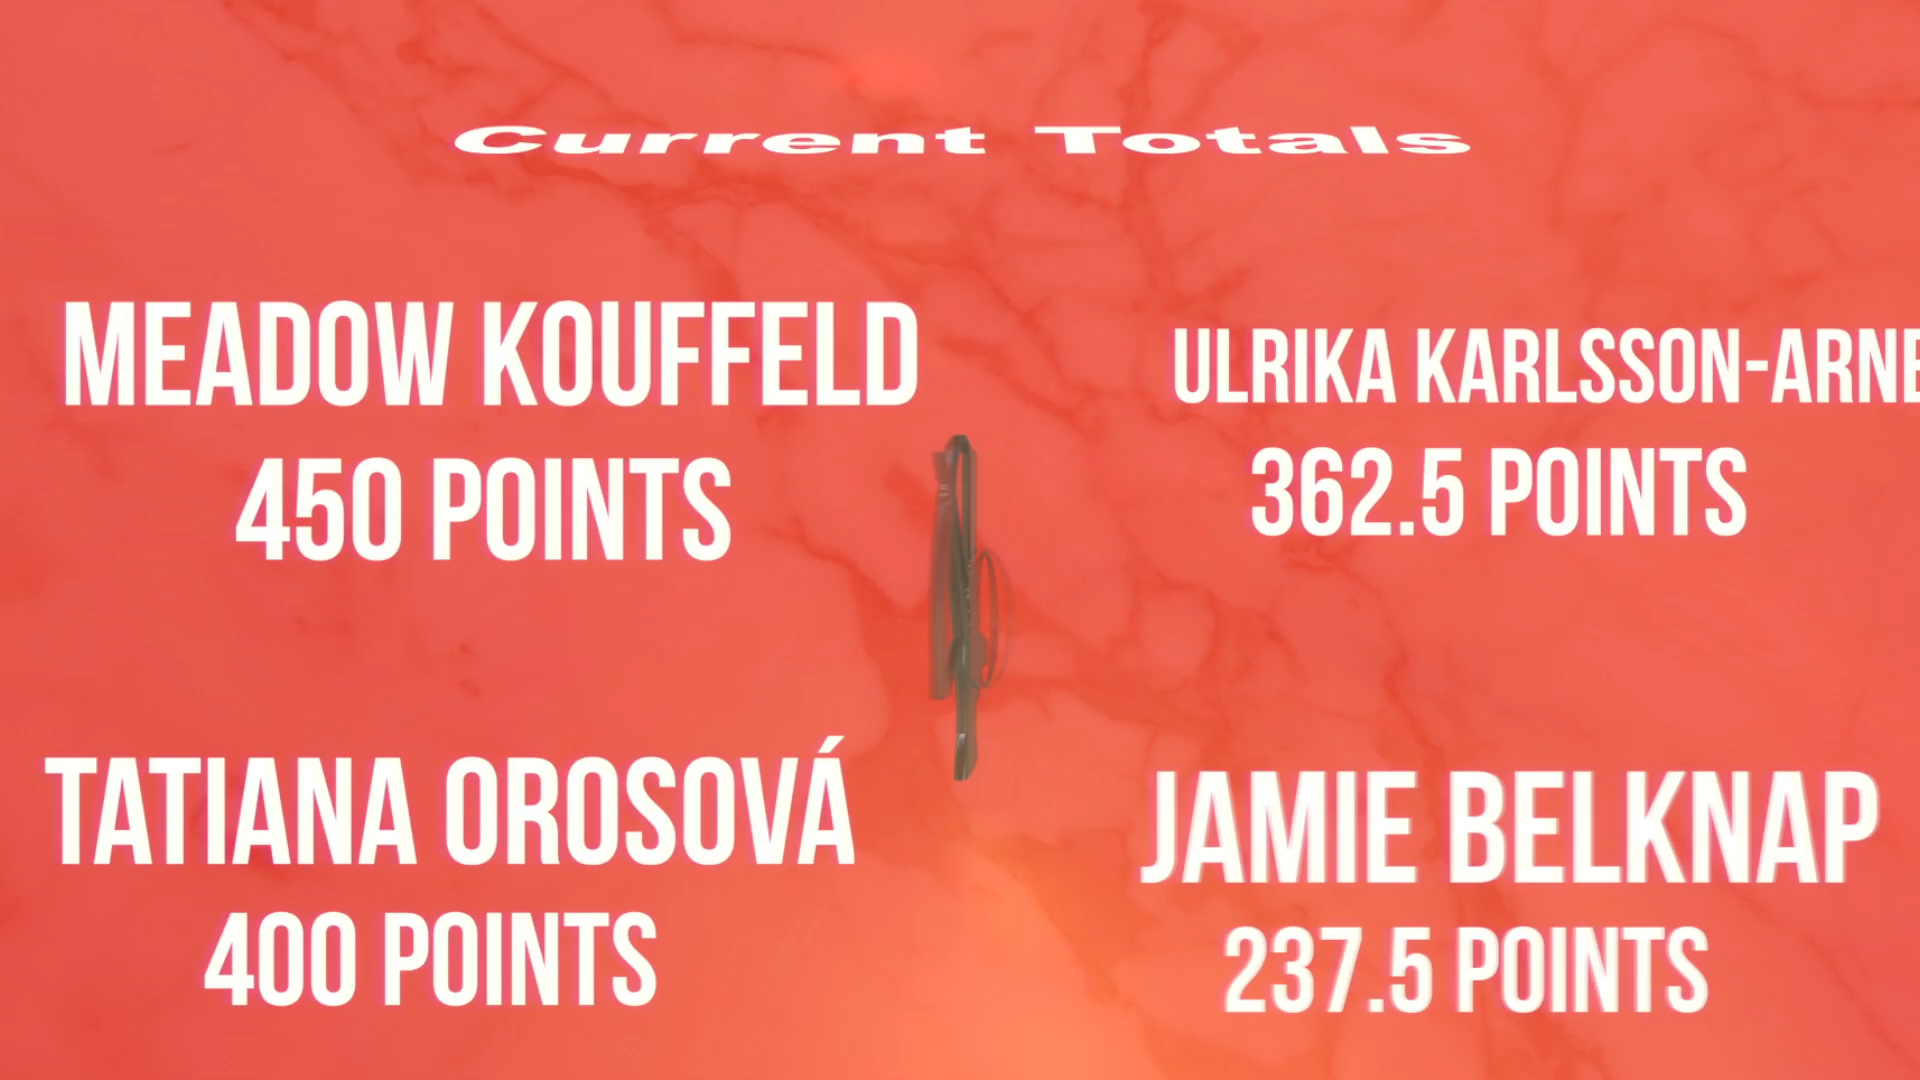 Current Totals
MEADOW KOUFFELD
450 POINTS
ULRIKA KARLSSON-ARNE
362.5 POINTS
TATIANA OROSOVÁ
400 POINTS
JAMIE BELKNAP
237.5 POINTS